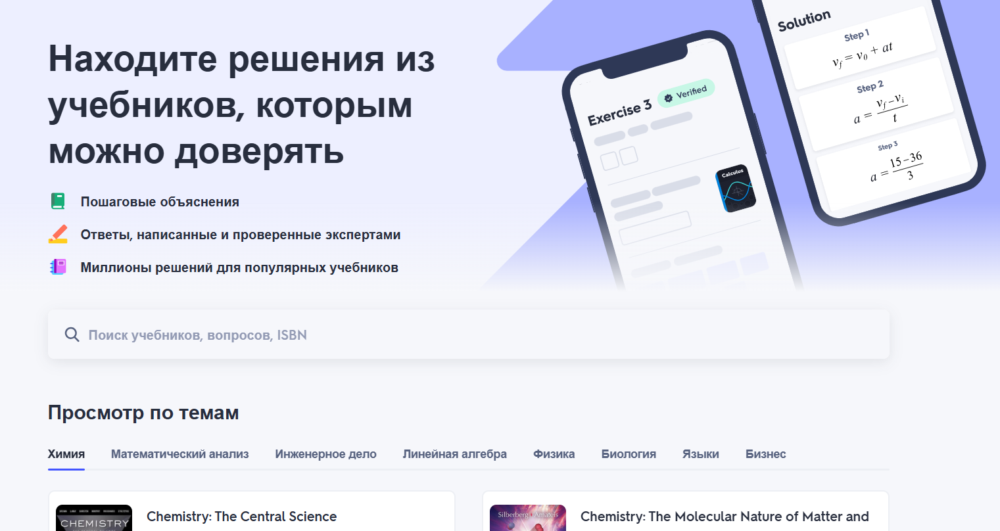 Находите решения из
учебников, которым
можно доверять
Пошаговые объяснения
Ответы, написанные и проверенные экспертами
Миллионы решений для популярных учебников
Exercise 3
Verified
Calculus
Solution
Step 1
v_f = v_0 + at
Step 2
a = (v_f – v_i) / t
Step 3
a = (15 – 36) / 3
Поиск учебников, вопросов, ISBN
Просмотр по темам
Химия Математический анализ Инженерное дело Линейная алгебра Физика Биология Языки Бизнес
CHEMISTRY
Chemistry: The Central Science
Silberberg Amateis
Chemistry: The Molecular Nature of Matter and